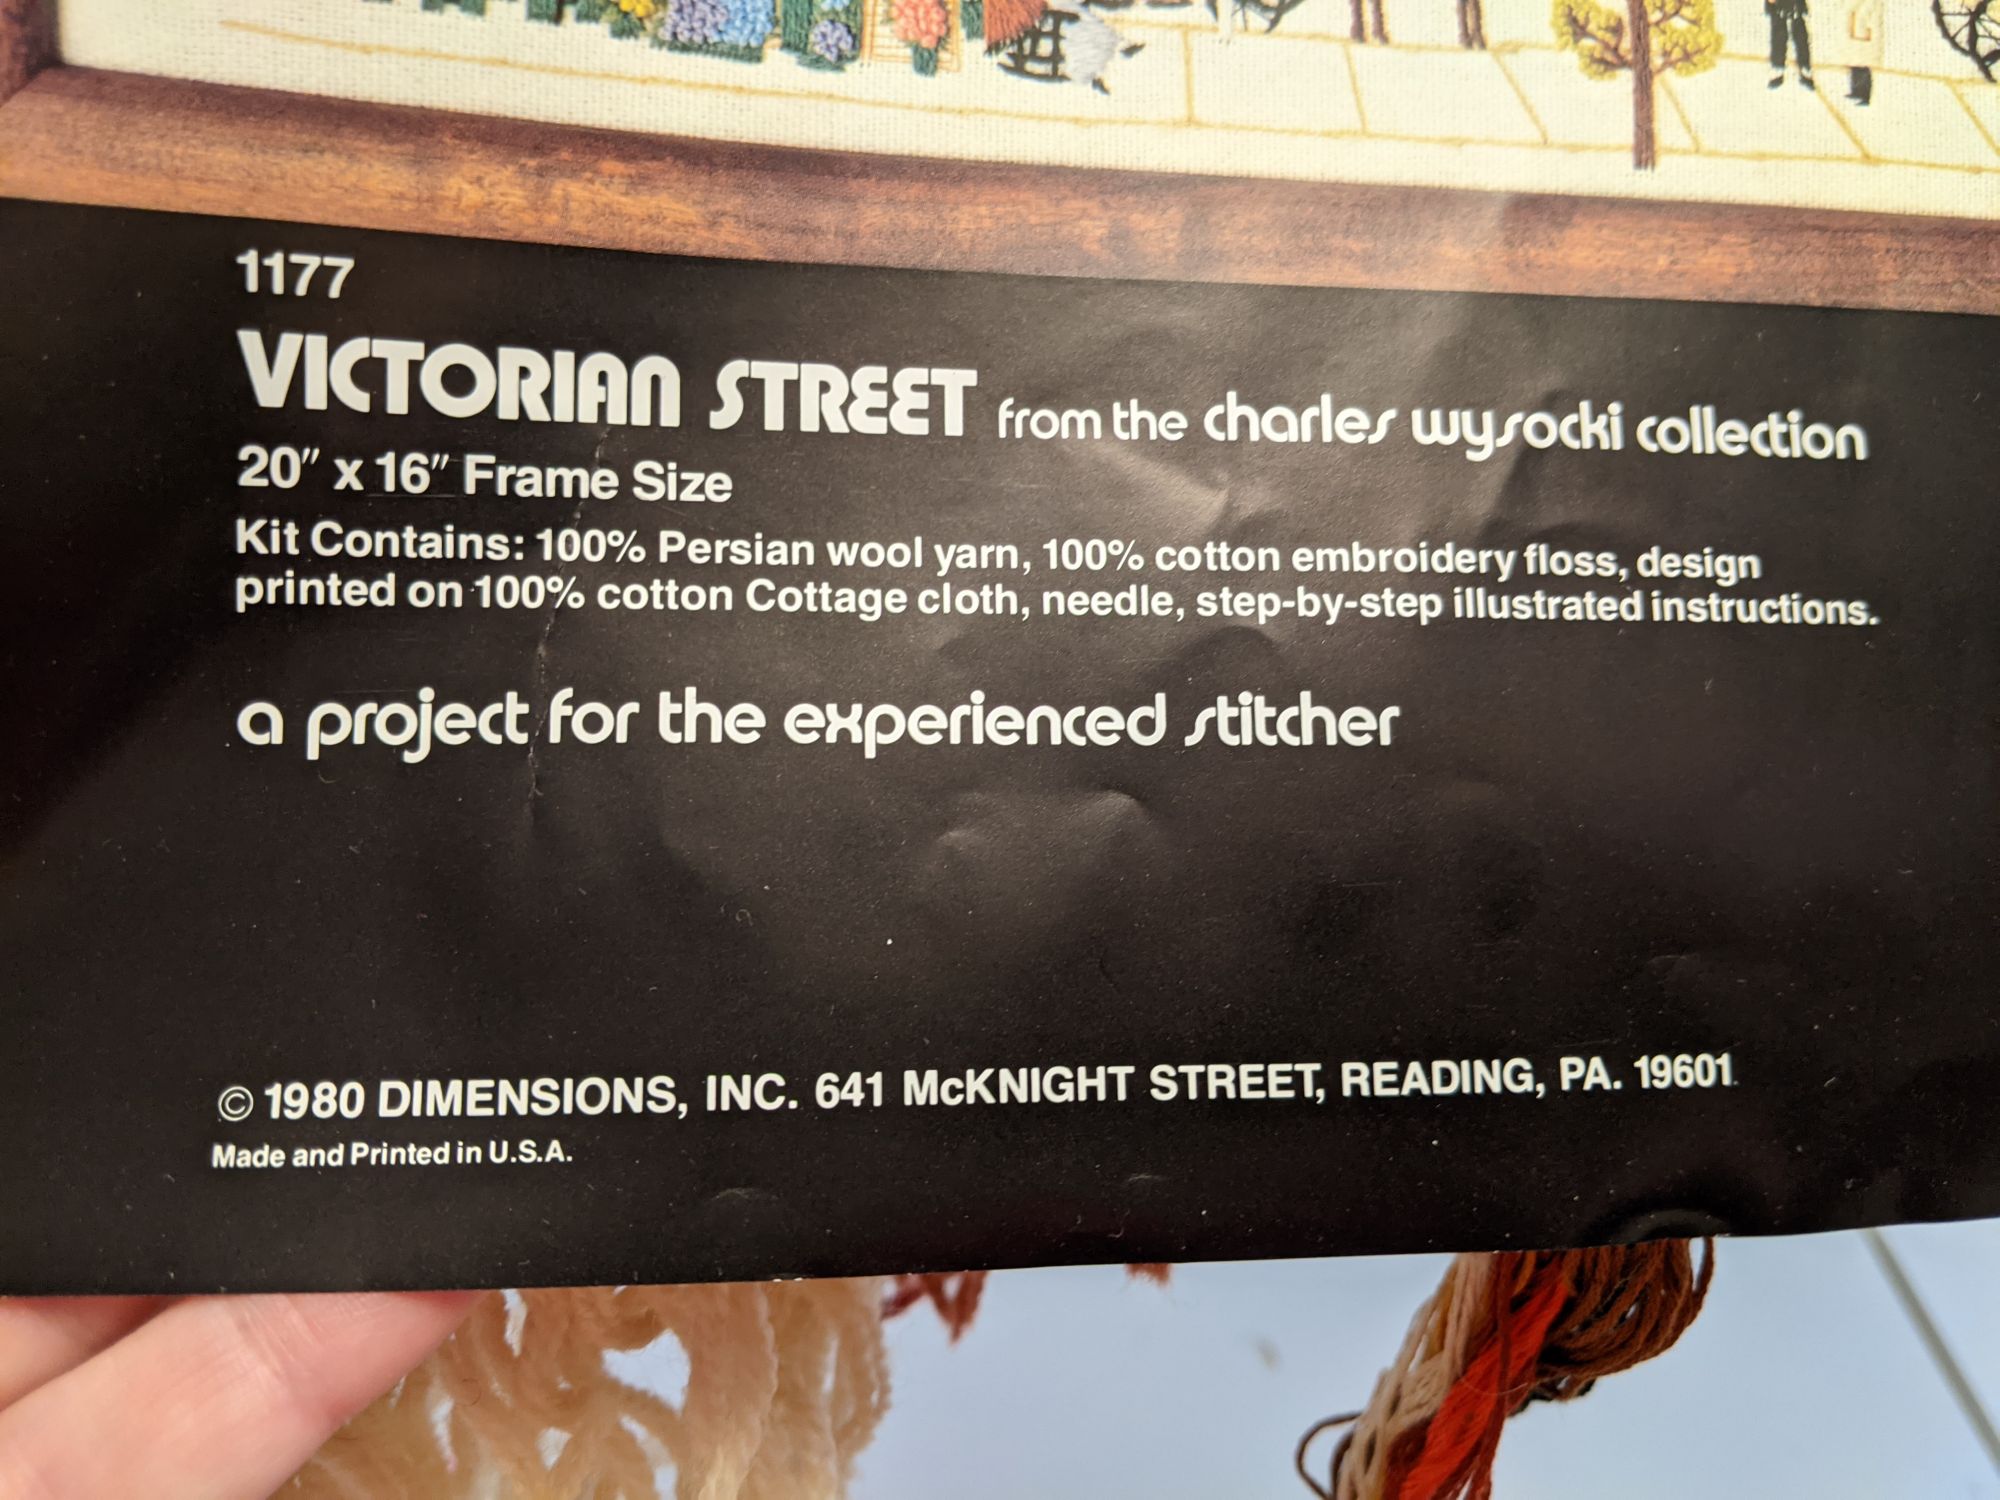 1177
VICTORIAN STREET from the charles wysocki collection
20" x 16" Frame Size
Kit Contains: 100% Persian wool yarn, 100% cotton embroidery floss, design
printed on 100% cotton Cottage cloth, needle, step-by-step illustrated instructions.
a project for the experienced stitcher
© 1980 DIMENSIONS, INC. 641 McKNIGHT STREET, READING, PA. 19601
Made and Printed in U.S.A.